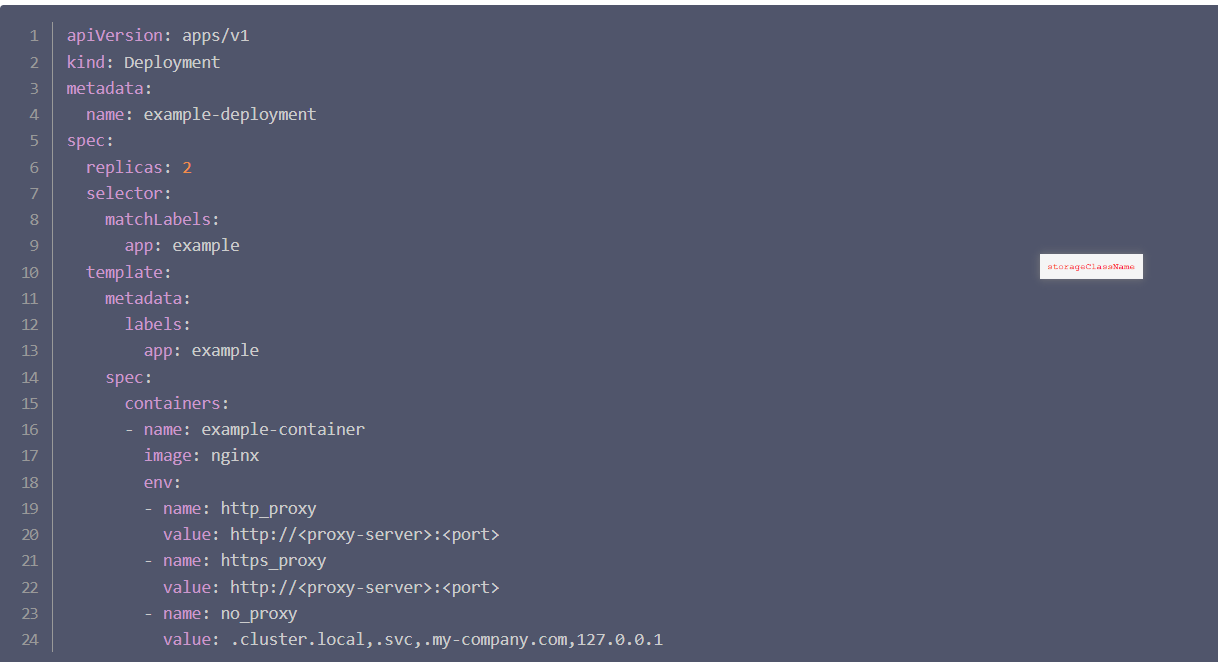 1 apiVersion: apps/v1
2 kind: Deployment
3 metadata:
4   name: example-deployment
5 spec:
6   replicas: 2
7   selector:
8     matchLabels:
9       app: example
storageClassName
10   template:
11     metadata:
12       labels:
13         app: example
14     spec:
15       containers:
16       - name: example-container
17         image: nginx
18         env:
19         - name: http_proxy
20           value: http://<proxy-server>:<port>
21         - name: https_proxy
22           value: http://<proxy-server>:<port>
23         - name: no_proxy
24           value: .cluster.local,.svc,.my-company.com,127.0.0.1